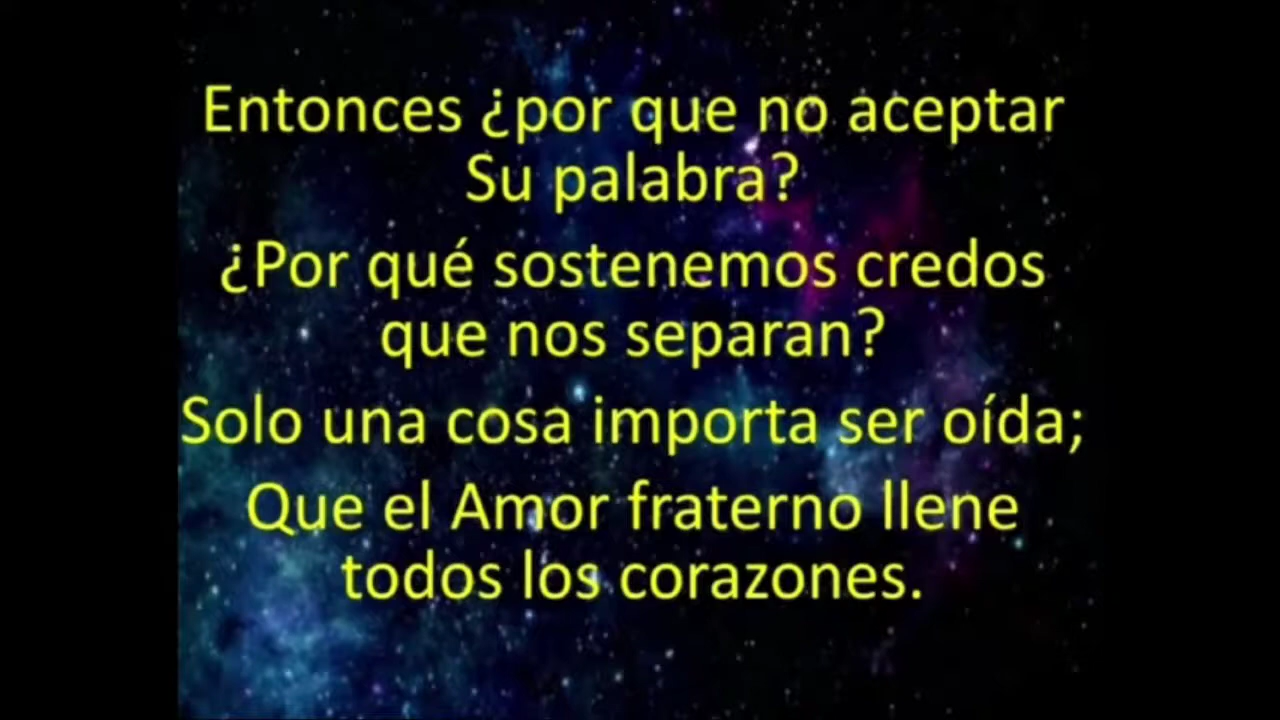 Entonces ¿por que no aceptar
Su palabra?
¿Por qué sostenemos credos
que nos separan?
Solo una cosa importa ser oída;
Que el Amor fraterno llene
todos los corazones.